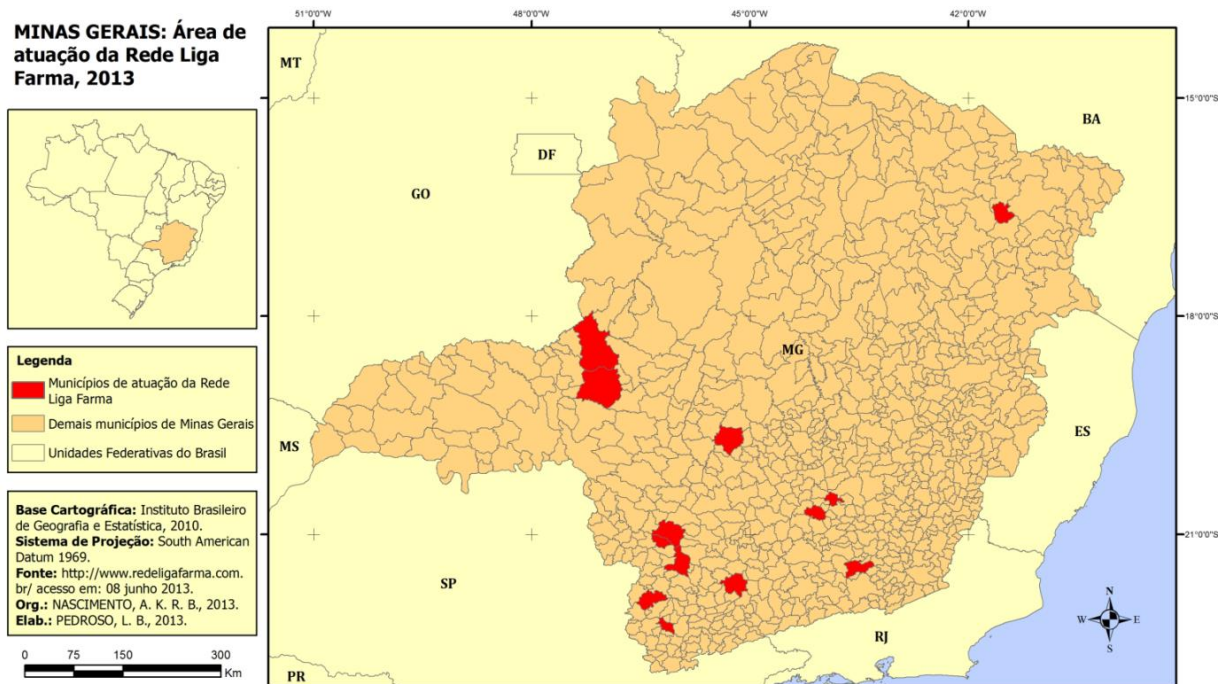 MINAS GERAIS: Área de
atuação da Rede Liga
Farma, 2013
Legenda
Municípios de atuação da Rede
Liga Farma
Demais municípios de Minas Gerais
Unidades Federativas do Brasil
Base Cartográfica: Instituto Brasileiro
de Geografia e Estatística, 2010.
Sistema de Projeção: South American
Datum 1969.
Fonte: http://www.redeligafarma.com.
br/ acesso em: 08 junho 2013.
Org.: NASCIMENTO, A. K. R. B., 2013.
Elab.: PEDROSO, L. B., 2013.
0 75 150 300
Km
51°0'0"W 48°0'0"W 45°0'0"W 42°0'0"W
MT
15°0'0"S
BA
DF
GO
18°0'0"S
MG
MS
ES
21°0'0"S
SP
RJ
PR
N
W E
S